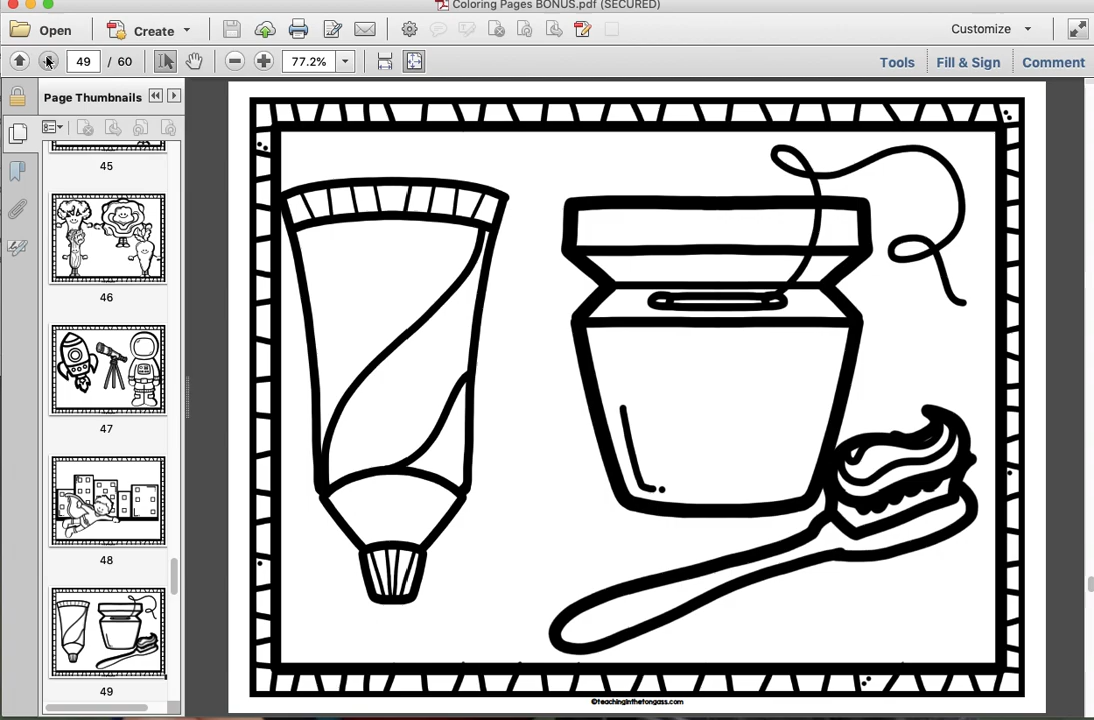 Coloring Pages BONUS.pdf (SECURED)
Open
Create
Customize
49 / 60
77.2%
Tools
Fill & Sign
Comment
Page Thumbnails
45
46
47
48
49
©teachinginthetongass.com